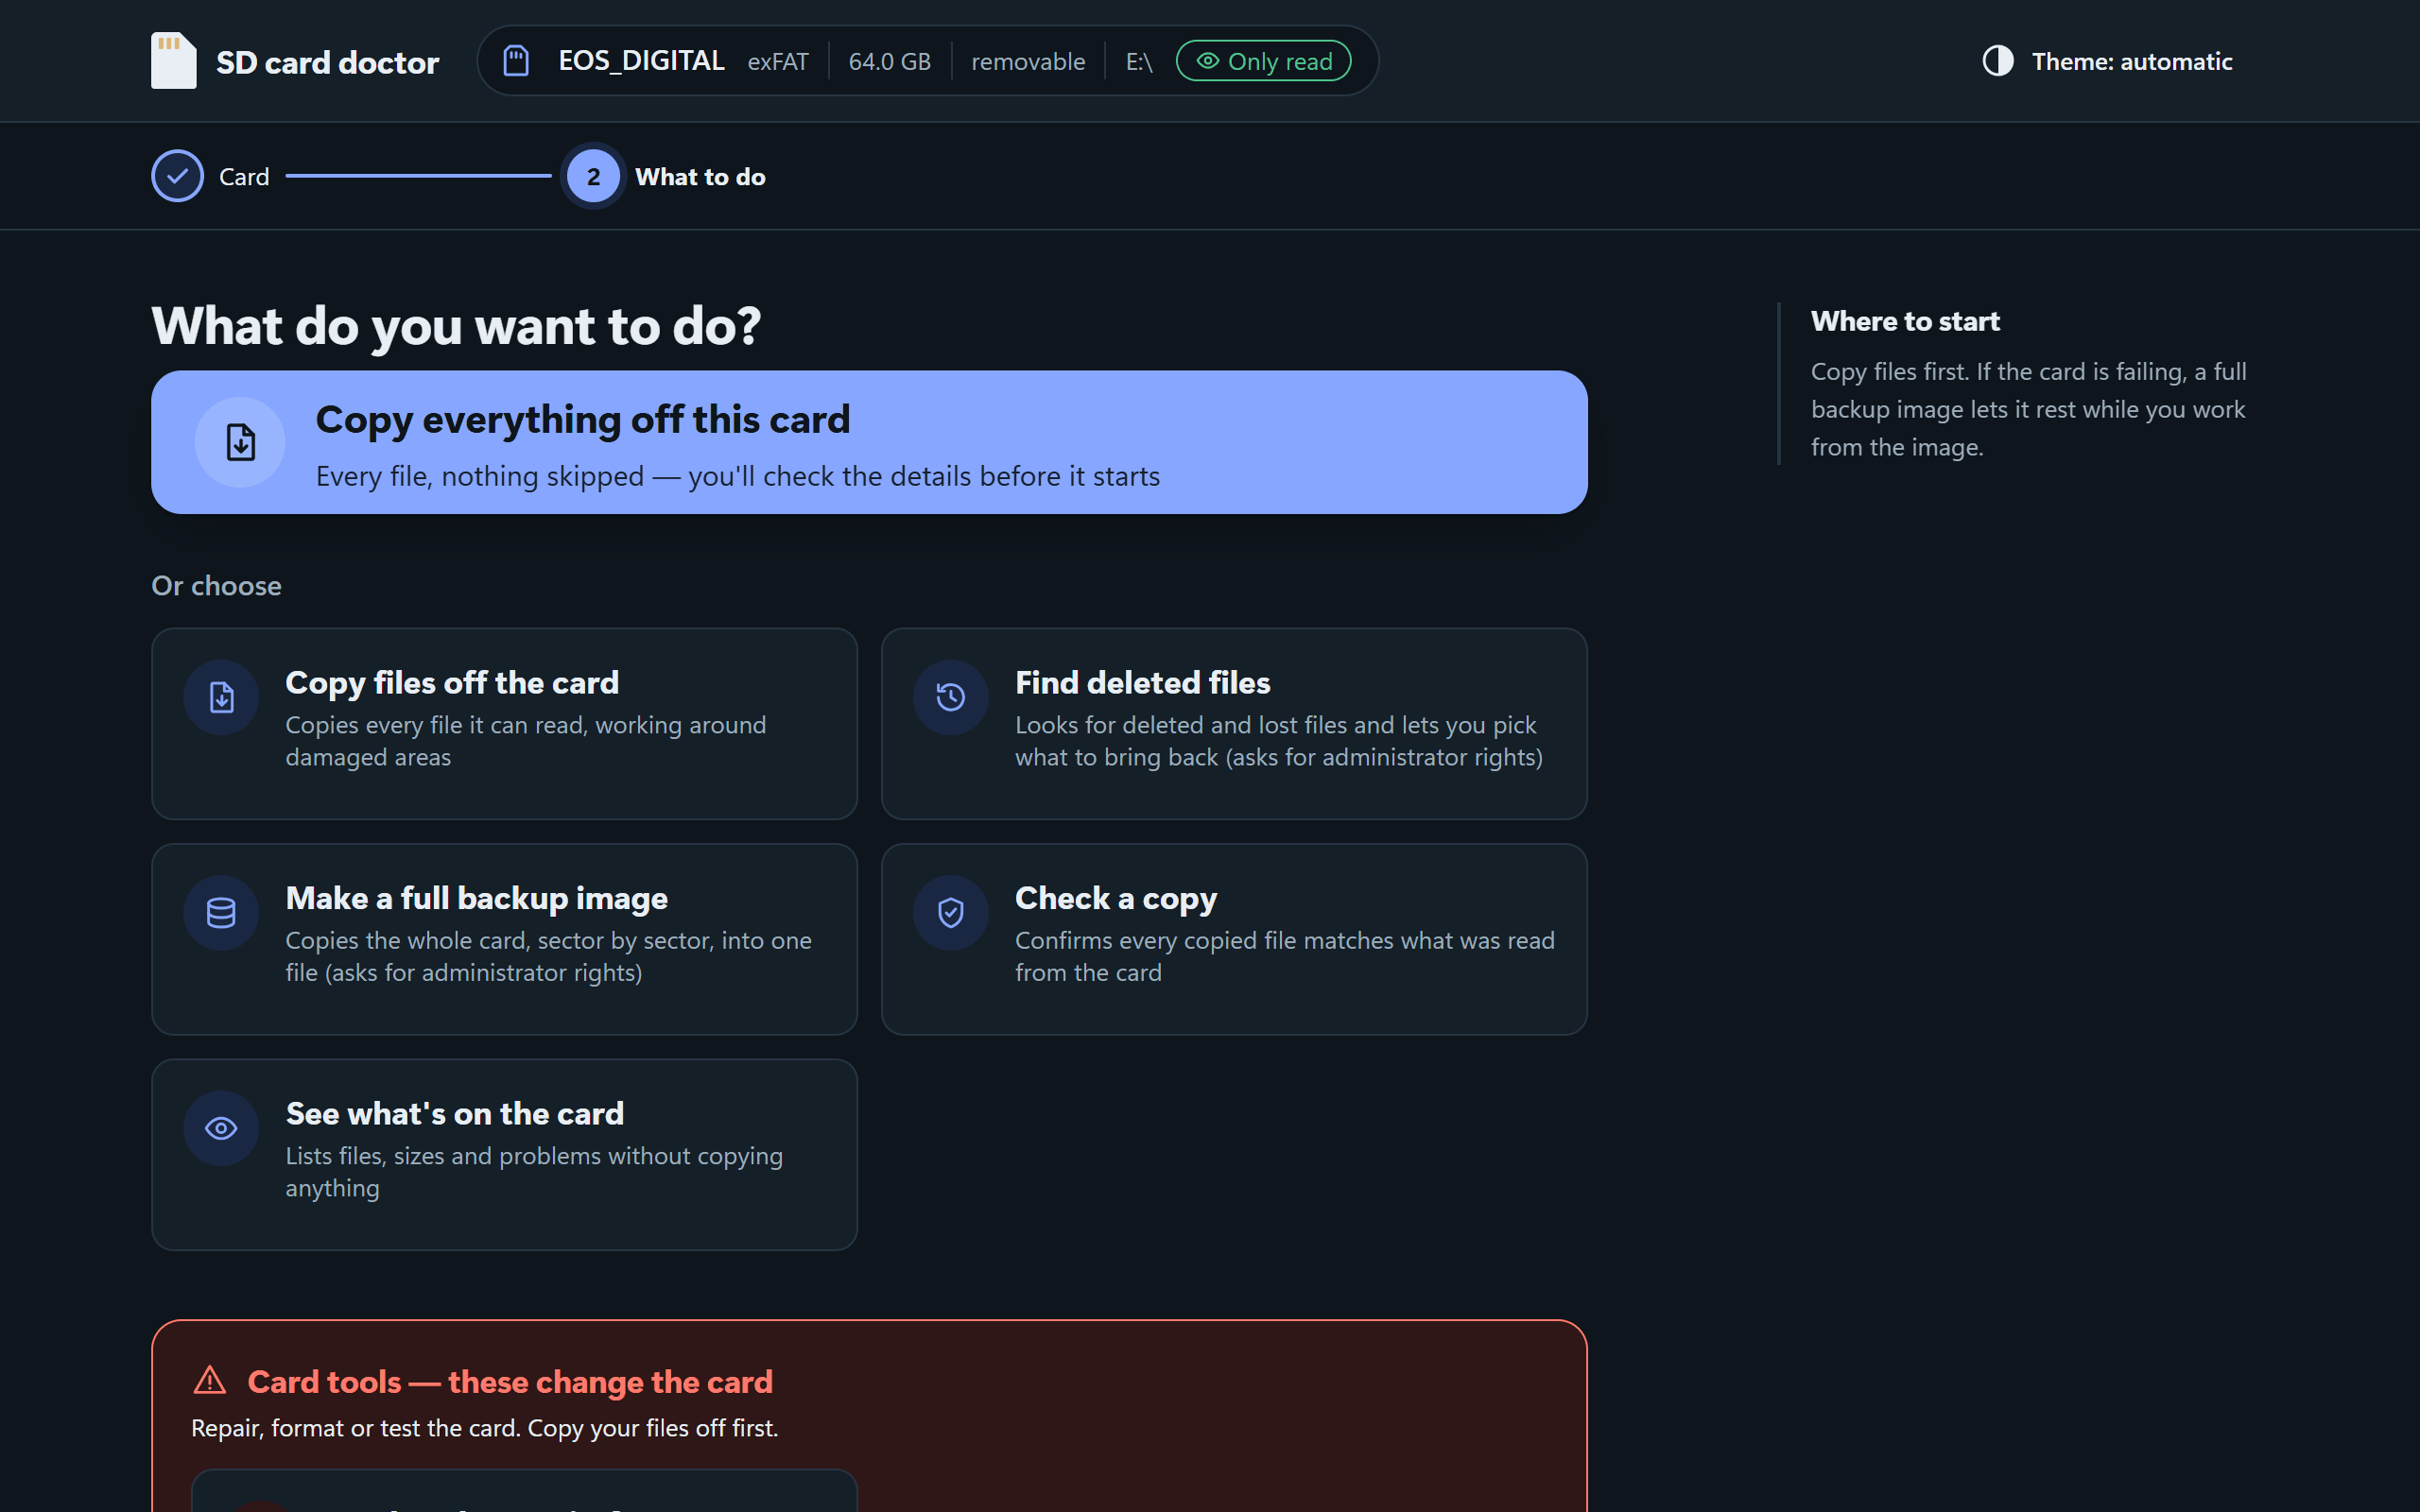 SD card doctor
EOS_DIGITAL exFAT 64.0 GB removable E:\ Only read
Theme: automatic
Card
2 What to do
What do you want to do?
Copy everything off this card
Every file, nothing skipped — you'll check the details before it starts
Where to start
Copy files first. If the card is failing, a full
backup image lets it rest while you work
from the image.
Or choose
Copy files off the card
Copies every file it can read, working around
damaged areas
Find deleted files
Looks for deleted and lost files and lets you pick
what to bring back (asks for administrator rights)
Make a full backup image
Copies the whole card, sector by sector, into one
file (asks for administrator rights)
Check a copy
Confirms every copied file matches what was read
from the card
See what's on the card
Lists files, sizes and problems without copying
anything
Card tools — these change the card
Repair, format or test the card. Copy your files off first.